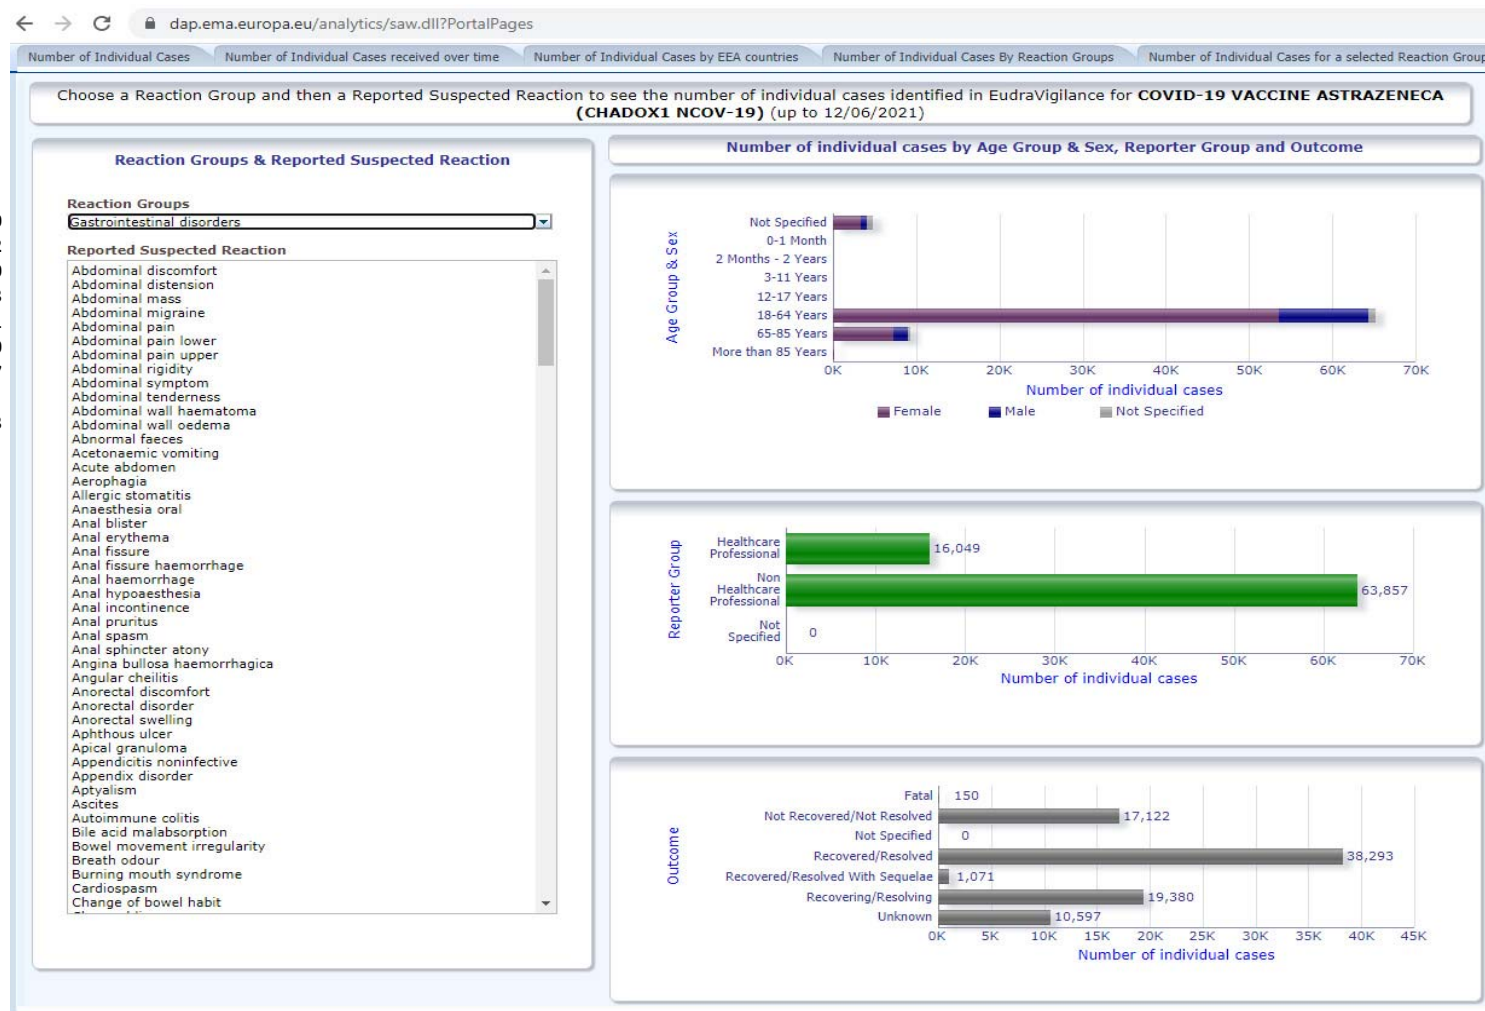 dap.ema.europa.eu/analytics/saw.dll?PortalPages
Number of Individual Cases
Number of Individual Cases received over time
Number of Individual Cases by EEA countries
Number of Individual Cases By Reaction Groups
Number of Individual Cases for a selected Reaction Group
Choose a Reaction Group and then a Reported Suspected Reaction to see the number of individual cases identified in EudraVigilance for COVID-19 VACCINE ASTRAZENECA
(CHADOX1 NCOV-19) (up to 12/06/2021)
Reaction Groups & Reported Suspected Reaction
Reaction Groups
Gastrointestinal disorders
Reported Suspected Reaction
Abdominal discomfort
Abdominal distension
Abdominal mass
Abdominal migraine
Abdominal pain
Abdominal pain lower
Abdominal pain upper
Abdominal rigidity
Abdominal symptom
Abdominal tenderness
Abdominal wall haematoma
Abdominal wall oedema
Abnormal faeces
Acetonaemic vomiting
Acute abdomen
Aerophagia
Allergic stomatitis
Anaesthesia oral
Anal blister
Anal erythema
Anal fissure
Anal fissure haemorrhage
Anal haemorrhage
Anal hypoaesthesia
Anal incontinence
Anal pruritus
Anal spasm
Anal sphincter atony
Angina bullosa haemorrhagica
Angular cheilitis
Anorectal discomfort
Anorectal disorder
Anorectal swelling
Aphthous ulcer
Apical granuloma
Appendicitis noninfective
Appendix disorder
Aptyalism
Ascites
Autoimmune colitis
Bile acid malabsorption
Bowel movement irregularity
Breath odour
Burning mouth syndrome
Cardiospasm
Change of bowel habit
Number of individual cases by Age Group & Sex, Reporter Group and Outcome
Age Group & Sex
Not Specified
0-1 Month
2 Months - 2 Years
3-11 Years
12-17 Years
18-64 Years
65-85 Years
More than 85 Years
0K 10K 20K 30K 40K 50K 60K 70K
Number of individual cases
Female Male Not Specified
Reporter Group
Healthcare
Professional
16,049
Non
Healthcare
Professional
63,857
Not
Specified
0
0K 10K 20K 30K 40K 50K 60K 70K
Number of individual cases
Outcome
Fatal 150
Not Recovered/Not Resolved 17,122
Not Specified 0
Recovered/Resolved 38,293
Recovered/Resolved With Sequelae 1,071
Recovering/Resolving 19,380
Unknown 10,597
0K 5K 10K 15K 20K 25K 30K 35K 40K 45K
Number of individual cases